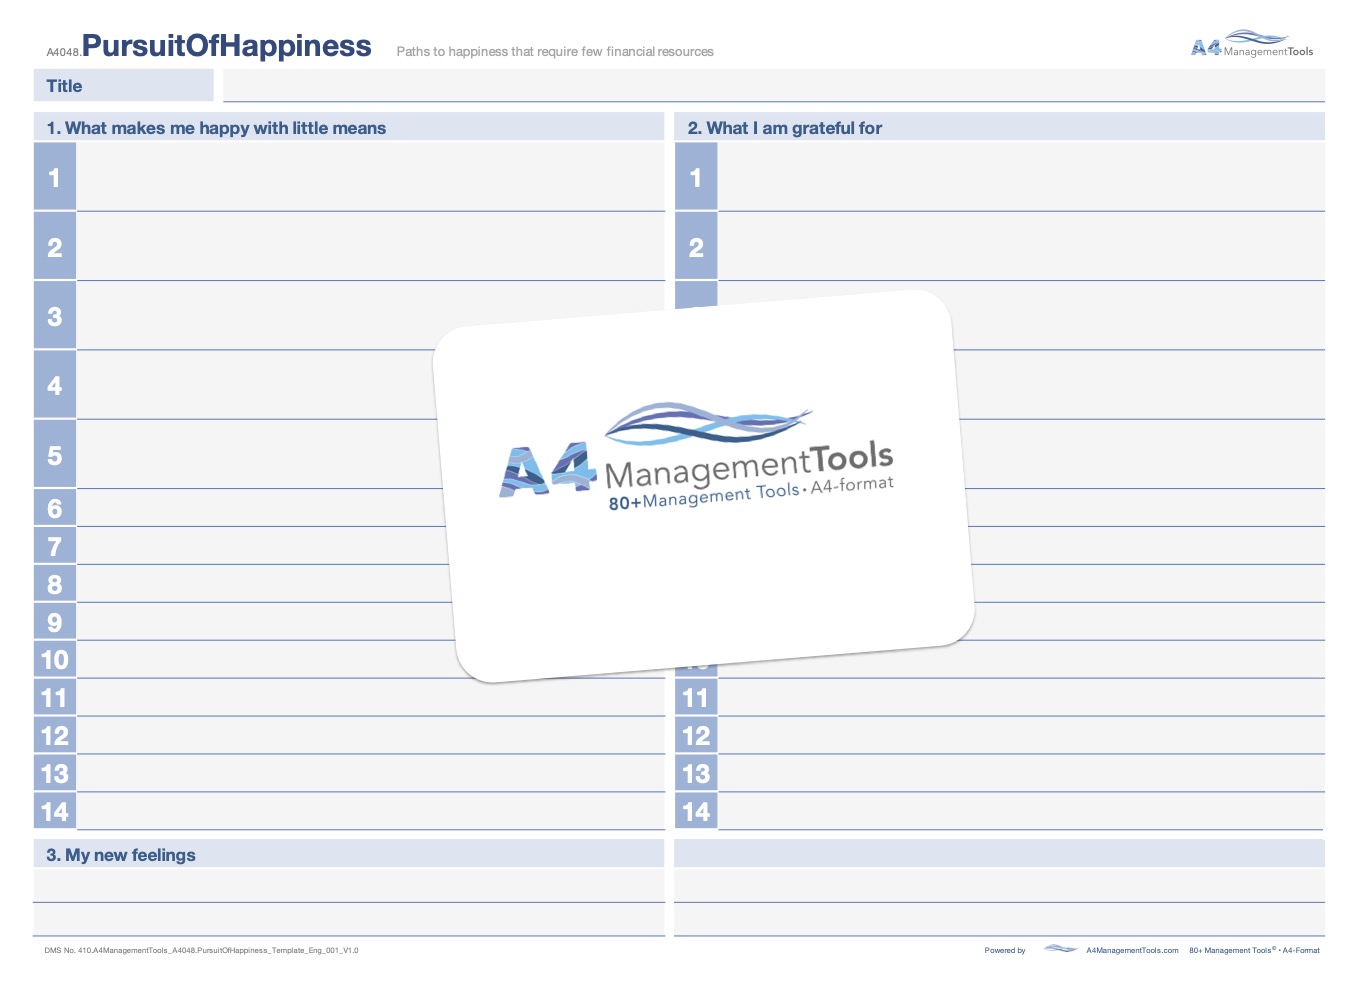 A4048.PursuitOfHappiness Paths to happiness that require few financial resources
A4 ManagementTools
Title
1. What makes me happy with little means
1
2
3
4
5
6
7
8
9
10
11
12
13
14
2. What I am grateful for
1
2
11
12
13
14
A4 ManagementTools
80+Management Tools • A4-format
3. My new feelings
DMS No. 410.A4ManagementTools_A4048.PursuitOfHappiness_Template_Eng_001_V1.0
Powered by A4ManagementTools.com 80+ Management Tools© • A4-Format